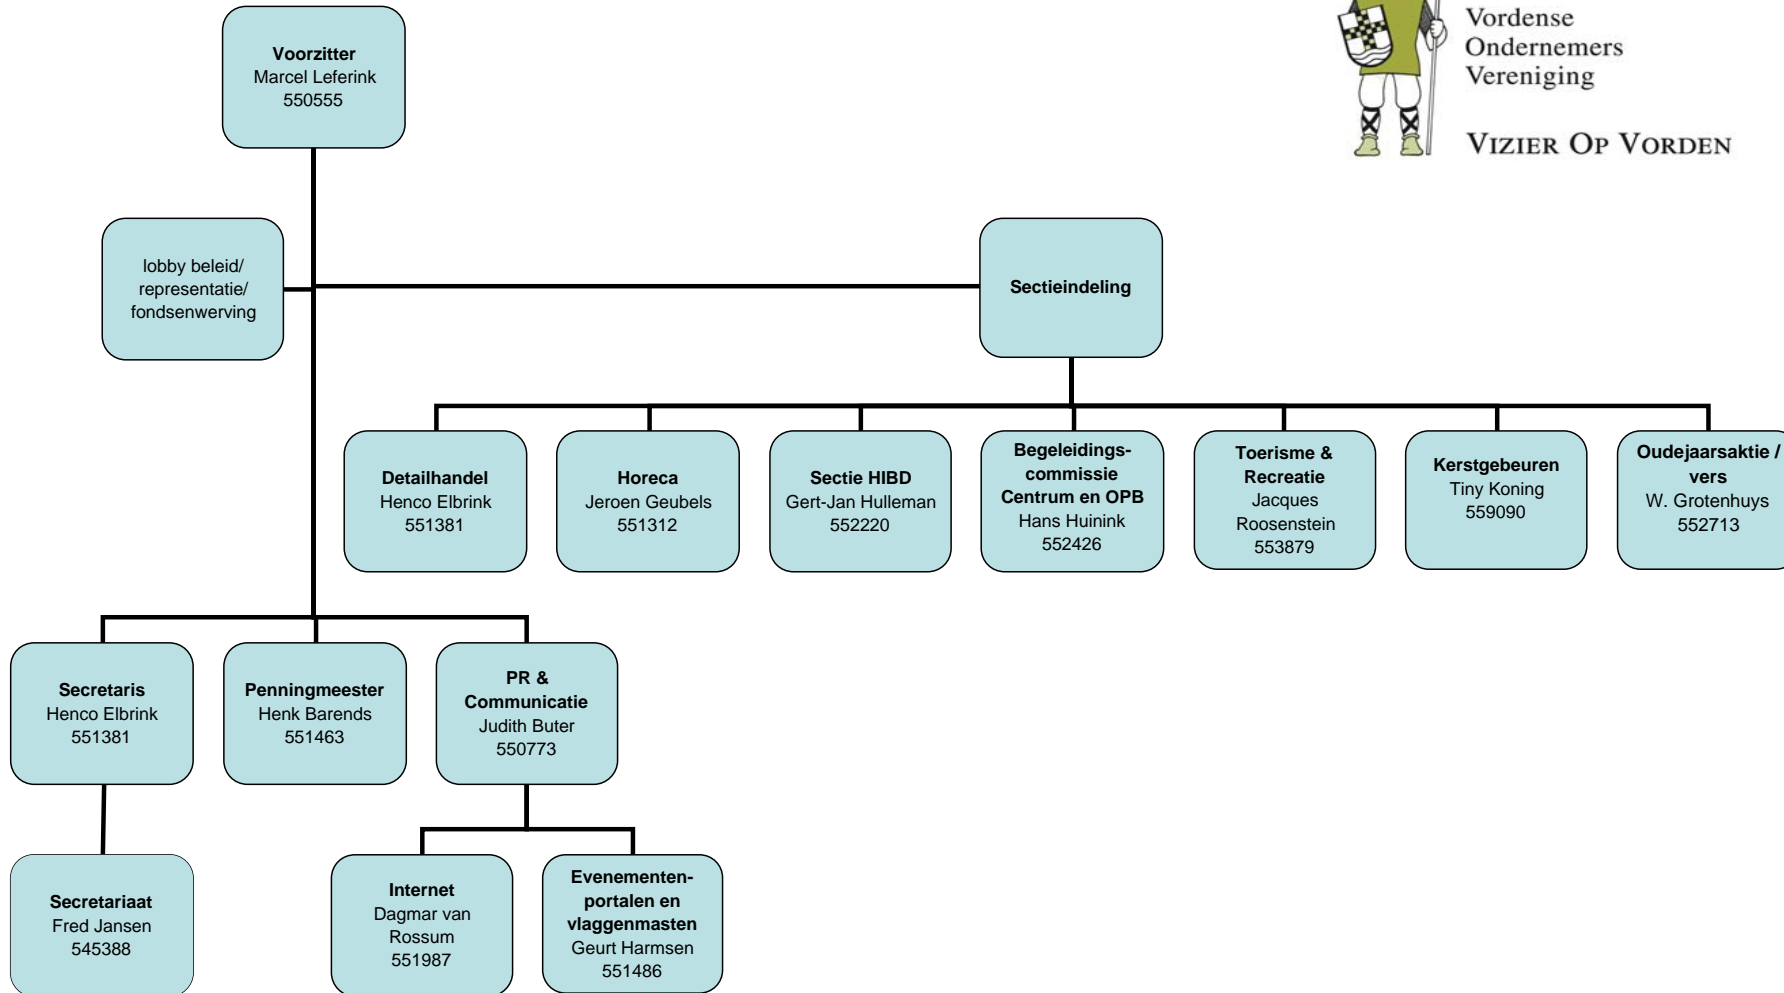 Voorzitter
Marcel Leferink
550555
Vordense
Ondernemers
Vereniging
VIZIER OP VORDEN
lobby beleid/
representatie/
fondsenwerving
Sectieindeling
Detailhandel
Henco Elbrink
551381
Horeca
Jeroen Geubels
551312
Sectie HIBD
Gert-Jan Hulleman
552220
Begeleidings-
commissie
Centrum en OPB
Hans Huinink
552426
Toerisme &
Recreatie
Jacques
Roosenstein
553879
Kerstgebeuren
Tiny Koning
559090
Oudejaarsaktie /
vers
W. Grotenhuys
552713
Secretaris
Henco Elbrink
551381
Penningmeester
Henk Barends
551463
PR &
Communicatie
Judith Buter
550773
Secretariaat
Fred Jansen
545388
Internet
Dagmar van
Rossum
551987
Evenementen-
portalen en
vlaggenmasten
Geurt Harmsen
551486